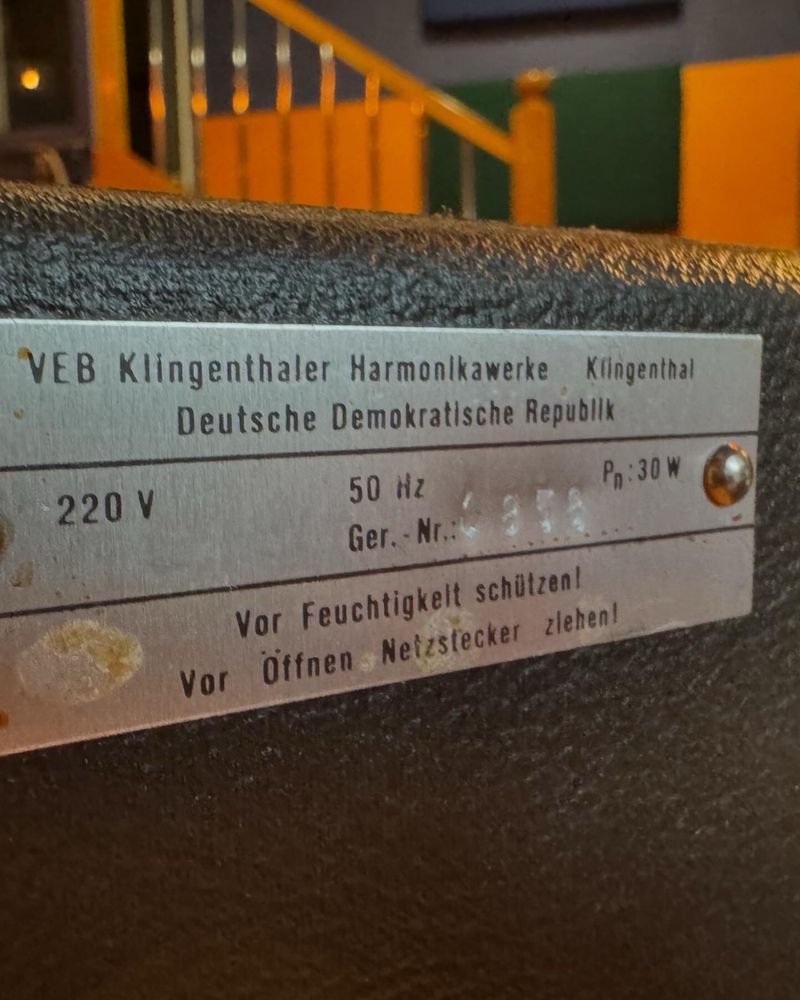 VEB Klingenthaler Harmonikawerke Klingenthal
Deutsche Demokratische Republik
220 V 50 Hz Pn: 30 W
Ger.-Nr.:
Vor Feuchtigkeit schützen!
Vor Öffnen Netzstecker ziehen!